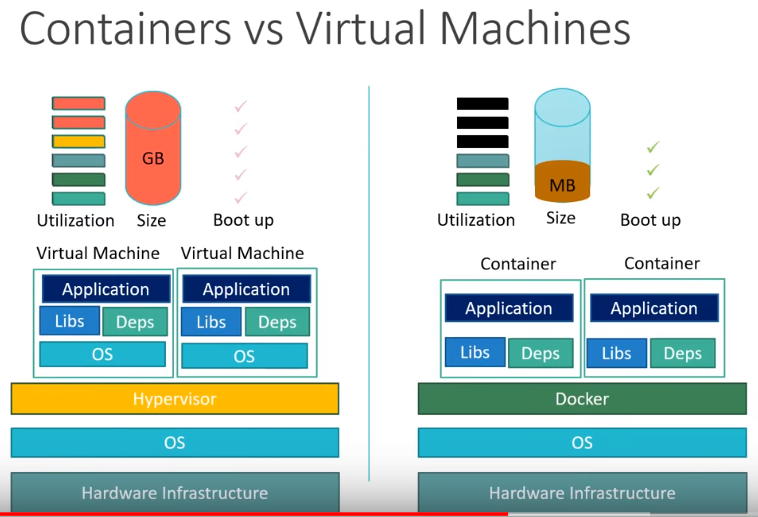 Containers vs Virtual Machines
GB
Utilization Size Boot up
Virtual Machine Virtual Machine
Application Application
Libs Deps Libs Deps
OS OS
Hypervisor
OS
Hardware Infrastructure
MB
Utilization Size Boot up
Container Container
Application Application
Libs Deps Libs Deps
Docker
OS
Hardware Infrastructure